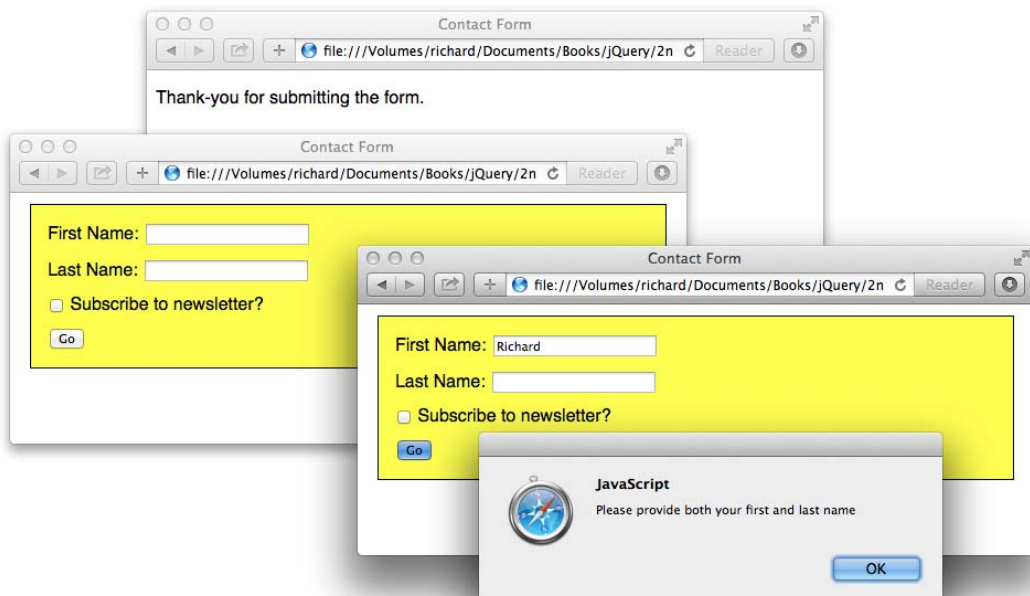 Contact Form
file:///Volumes/richard/Documents/Books/jQuery/2n
Reader
Thank-you for submitting the form.
Contact Form
file:///Volumes/richard/Documents/Books/jQuery/2n
Reader
First Name:
Last Name:
Subscribe to newsletter?
Go
Contact Form
file:///Volumes/richard/Documents/Books/jQuery/2n
Reader
First Name: Richard
Last Name:
Subscribe to newsletter?
Go
JavaScript
Please provide both your first and last name
OK